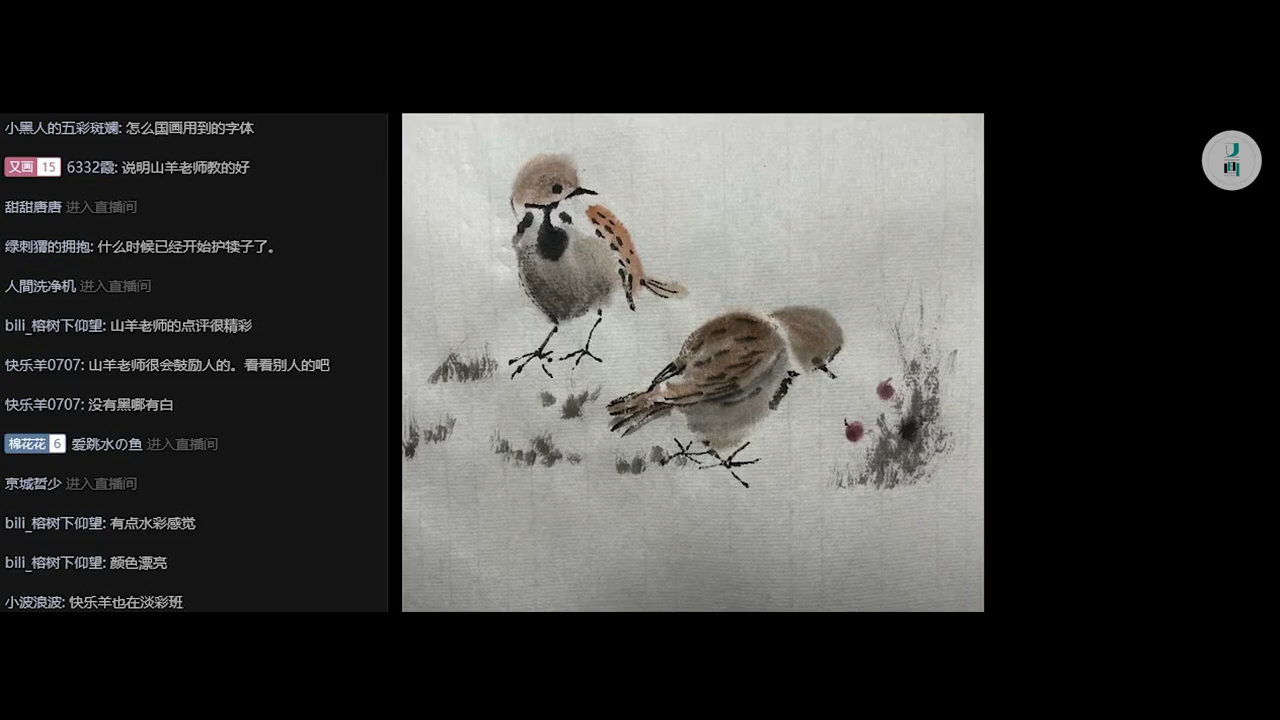 小黑人的五彩斑斓: 怎么国画用到的字体
又画 15 6332霞: 说明山羊老师教的好
甜甜唐唐 进入直播间
绿刺猬的拥抱: 什么时候已经开始护犊子了。
人間洗净机 进入直播间
bili_榕树下仰望: 山羊老师的点评很精彩
快乐羊0707: 山羊老师很会鼓励人的。看看别人的吧
快乐羊0707: 没有黑哪有白
棉花花 6 爱跳水の鱼 进入直播间
京城哲少 进入直播间
bili_榕树下仰望: 有点水彩感觉
bili_榕树下仰望: 颜色漂亮
小波浪波: 快乐羊也在淡彩班
又画